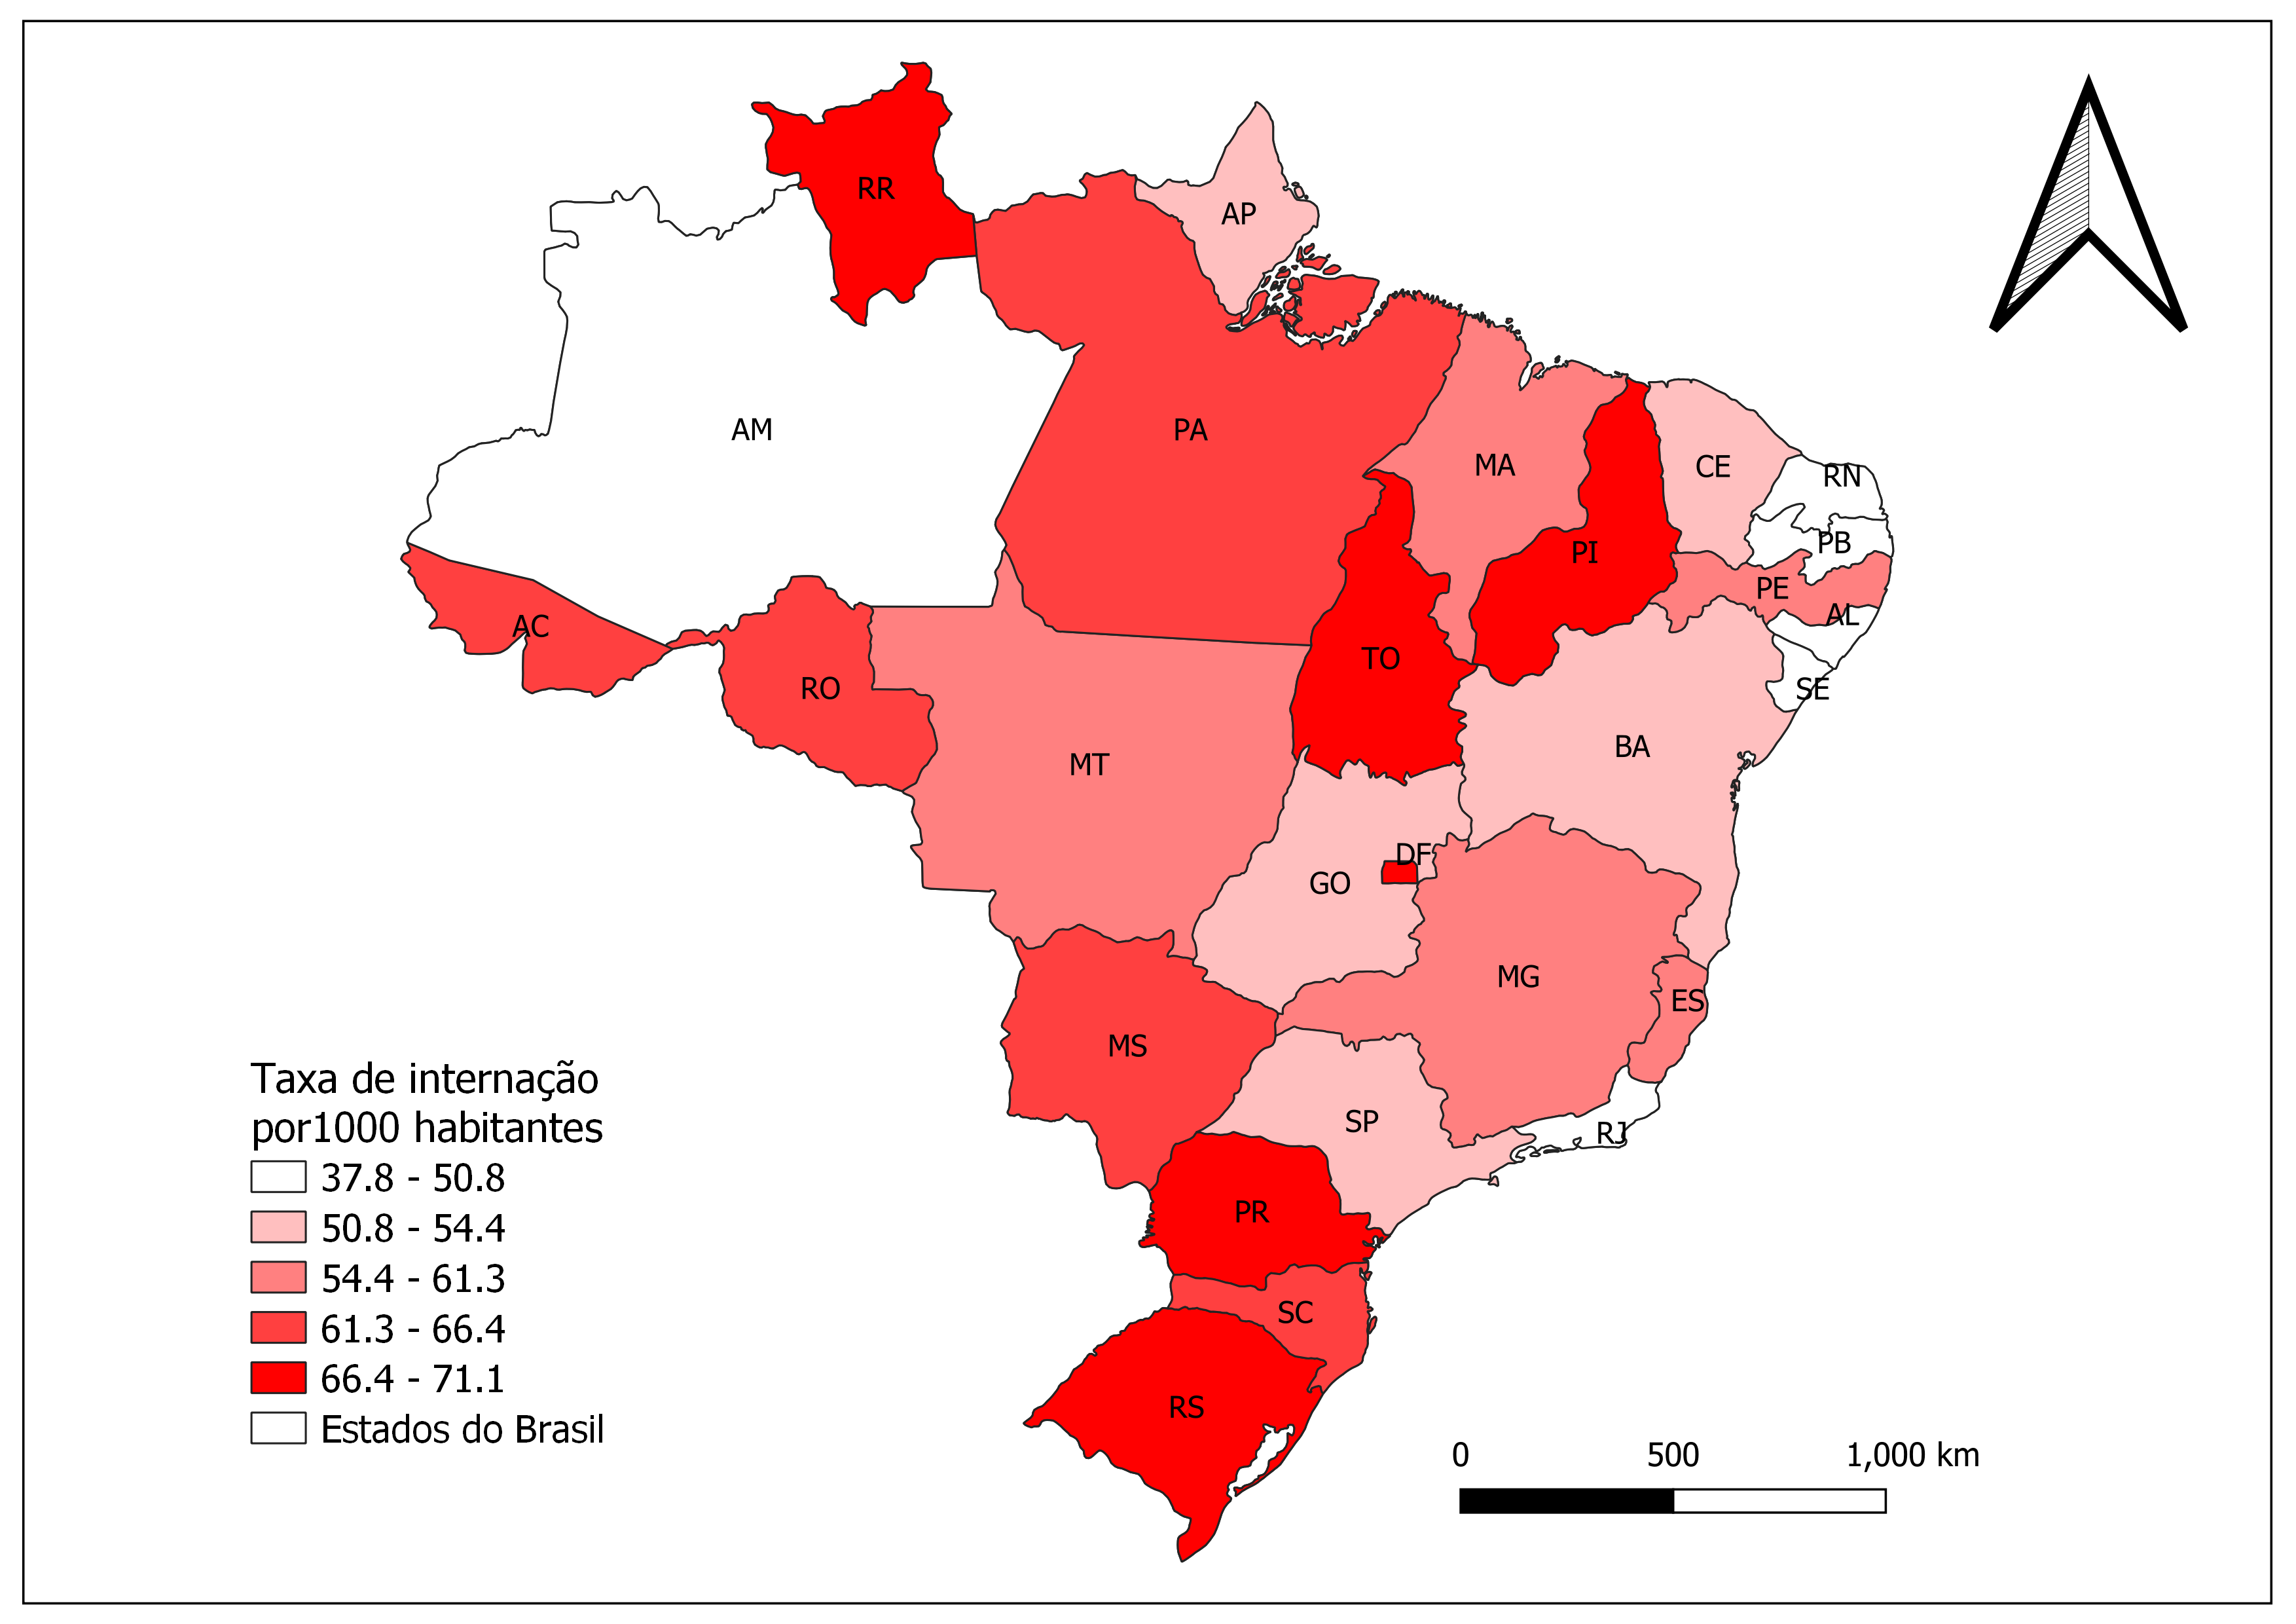 RR
AP
AM
PA
MA
CE
RN
PB
PI
PE
AL
AC
TO
RO
SE
BA
MT
DF
GO
MG
ES
MS
SP
RJ
PR
SC
RS
Taxa de internação
por1000 habitantes
37.8 - 50.8
50.8 - 54.4
54.4 - 61.3
61.3 - 66.4
66.4 - 71.1
Estados do Brasil
0 500 1,000 km